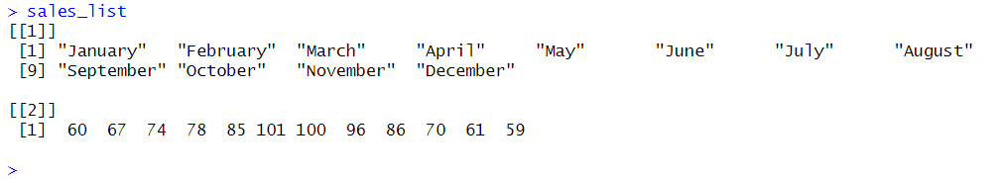 > sales_list
[[1]]
 [1] "January"   "February"  "March"     "April"     "May"       "June"      "July"      "August"
 [9] "September" "October"   "November"  "December"

[[2]]
 [1]  60  67  74  78  85 101 100  96  86  70  61  59

>